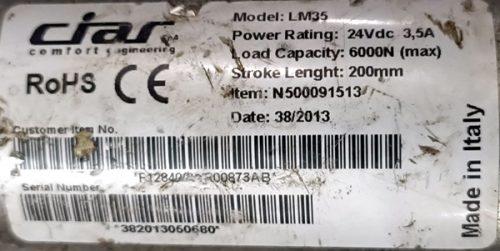 ciar
comfort engineering
RoHS CE
Model: LM35
Power Rating: 24Vdc 3,5A
Load Capacity: 6000N (max)
Stroke Lenght: 200mm
Item: N500091513
Date: 38/2013
Made in Italy
Customer Item No.
Serial Number
*382013060680*